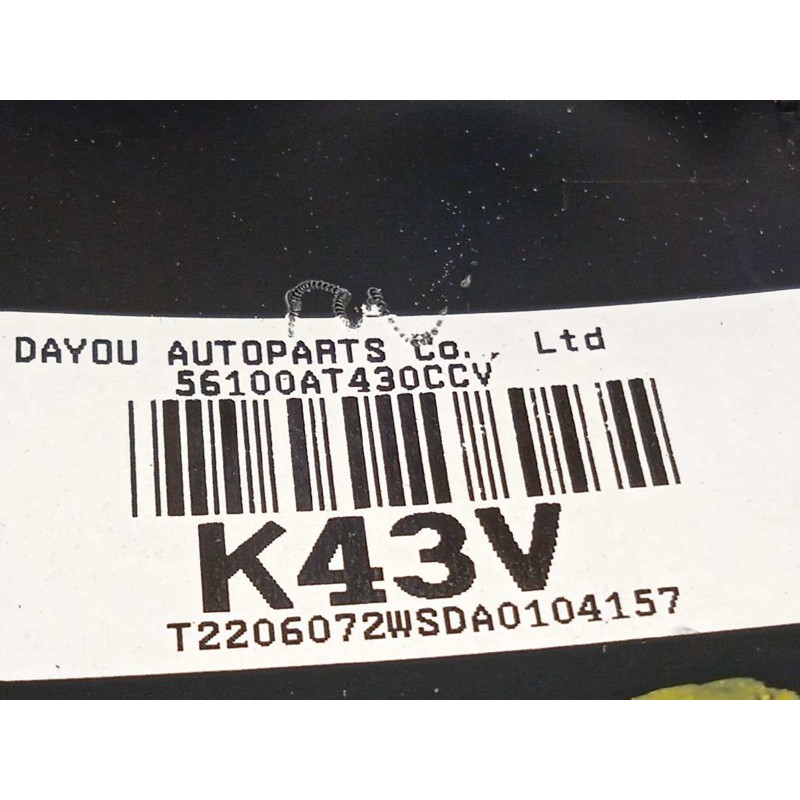 DAYOU AUTOPARTS Co., Ltd
56100AT430CCV
K43V
T2206072WSDA0104157